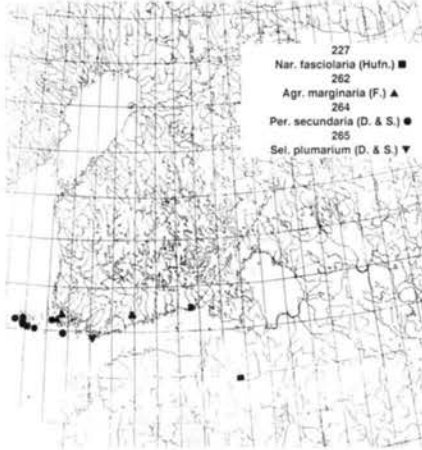 227
Nar. fasciolaria (Hufn.) ■
262
Agr. marginaria (F.) ▲
264
Per. secundaria (D. & S.) ●
265
Sel. plumarium (D. & S.) ▼